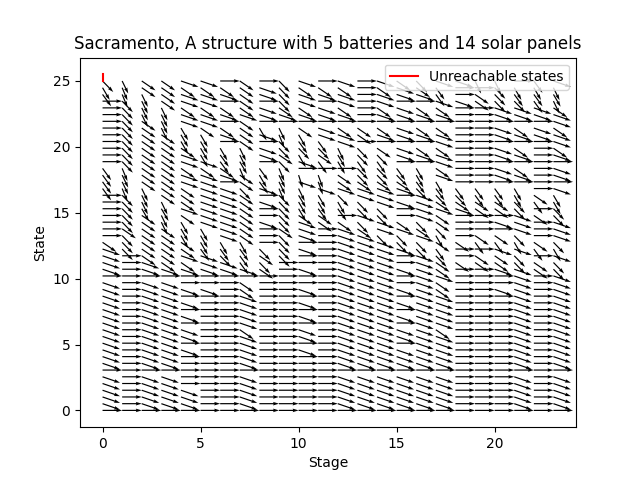 Sacramento, A structure with 5 batteries and 14 solar panels
Unreachable states
25
20
15
10
5
0
State
0 5 10 15 20
Stage